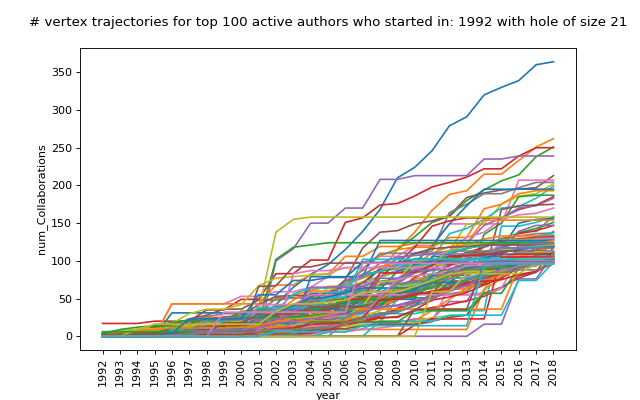 # vertex trajectories for top 100 active authors who started in: 1992 with hole of size 21
350
300
250
200
150
100
50
0
num_Collaborations
1992 1993 1994 1995 1996 1997 1998 1999 2000 2001 2002 2003 2004 2005 2006 2007 2008 2009 2010 2011 2012 2013 2014 2015 2016 2017 2018
year